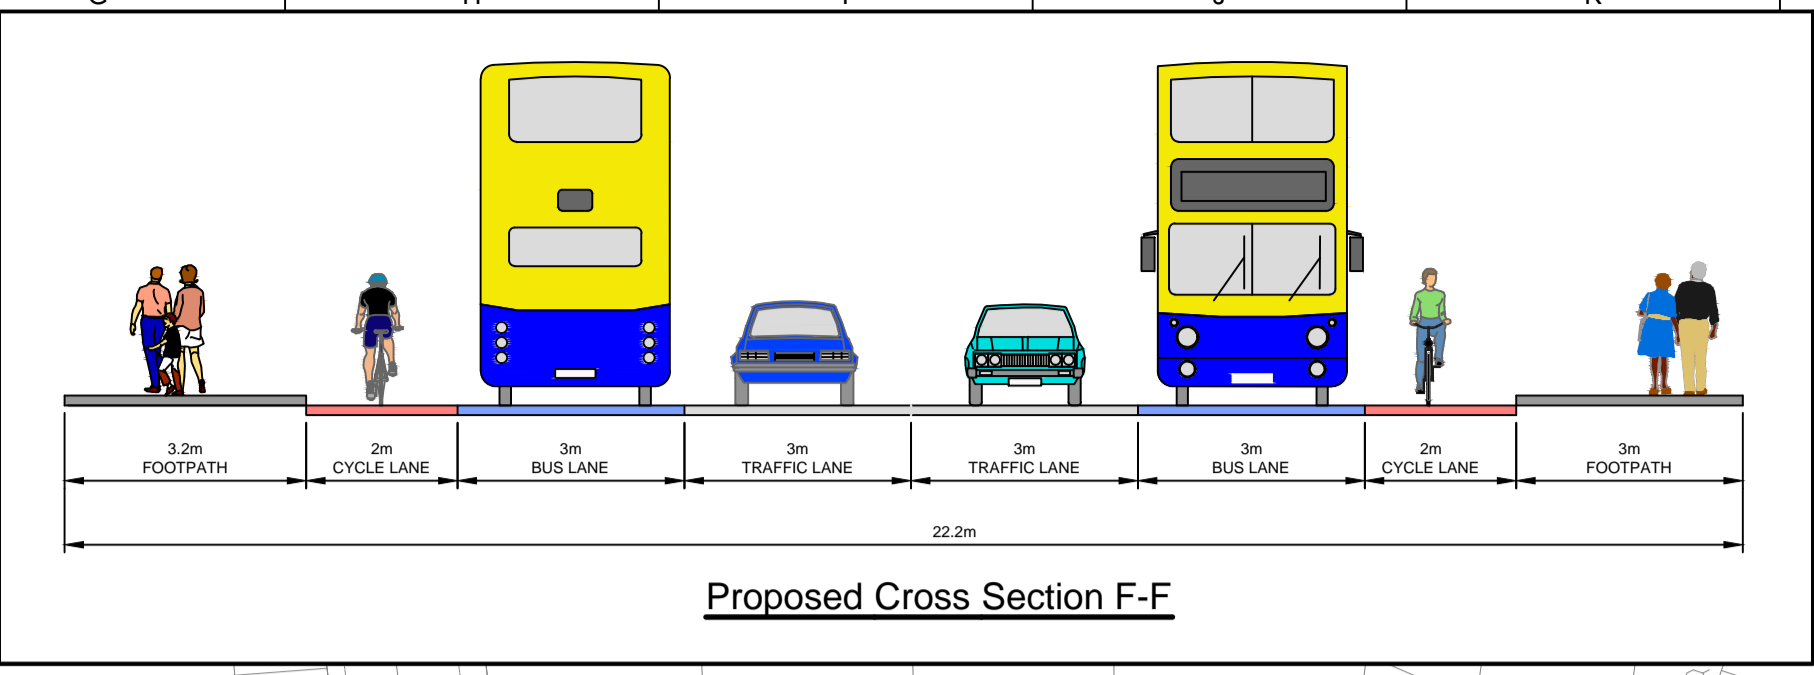 3.2m
FOOTPATH
2m
CYCLE LANE
3m
BUS LANE
3m
TRAFFIC LANE
3m
TRAFFIC LANE
3m
BUS LANE
2m
CYCLE LANE
3m
FOOTPATH
22.2m
Proposed Cross Section F-F